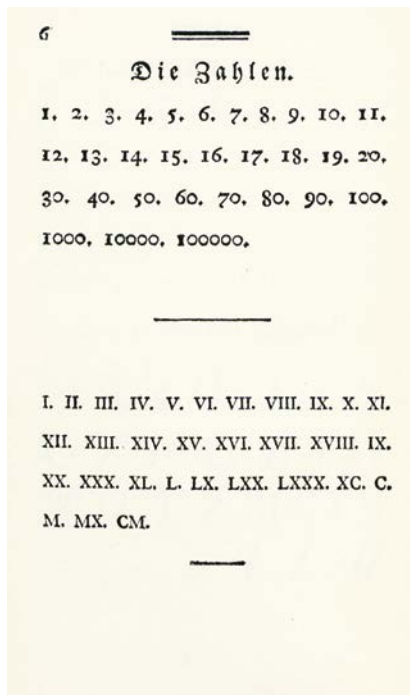 6
Die Zahlen.
1. 2. 3. 4. 5. 6. 7. 8. 9. 10. 11.
12. 13. 14. 15. 16. 17. 18. 19. 20.
30. 40. 50. 60. 70. 80. 90. 100.
1000. 10000. 100000.
I. II. III. IV. V. VI. VII. VIII. IX. X. XI.
XII. XIII. XIV. XV. XVI. XVII. XVIII. IX.
XX. XXX. XL. L. LX. LXX. LXXX. XC. C.
M. MX. CM.